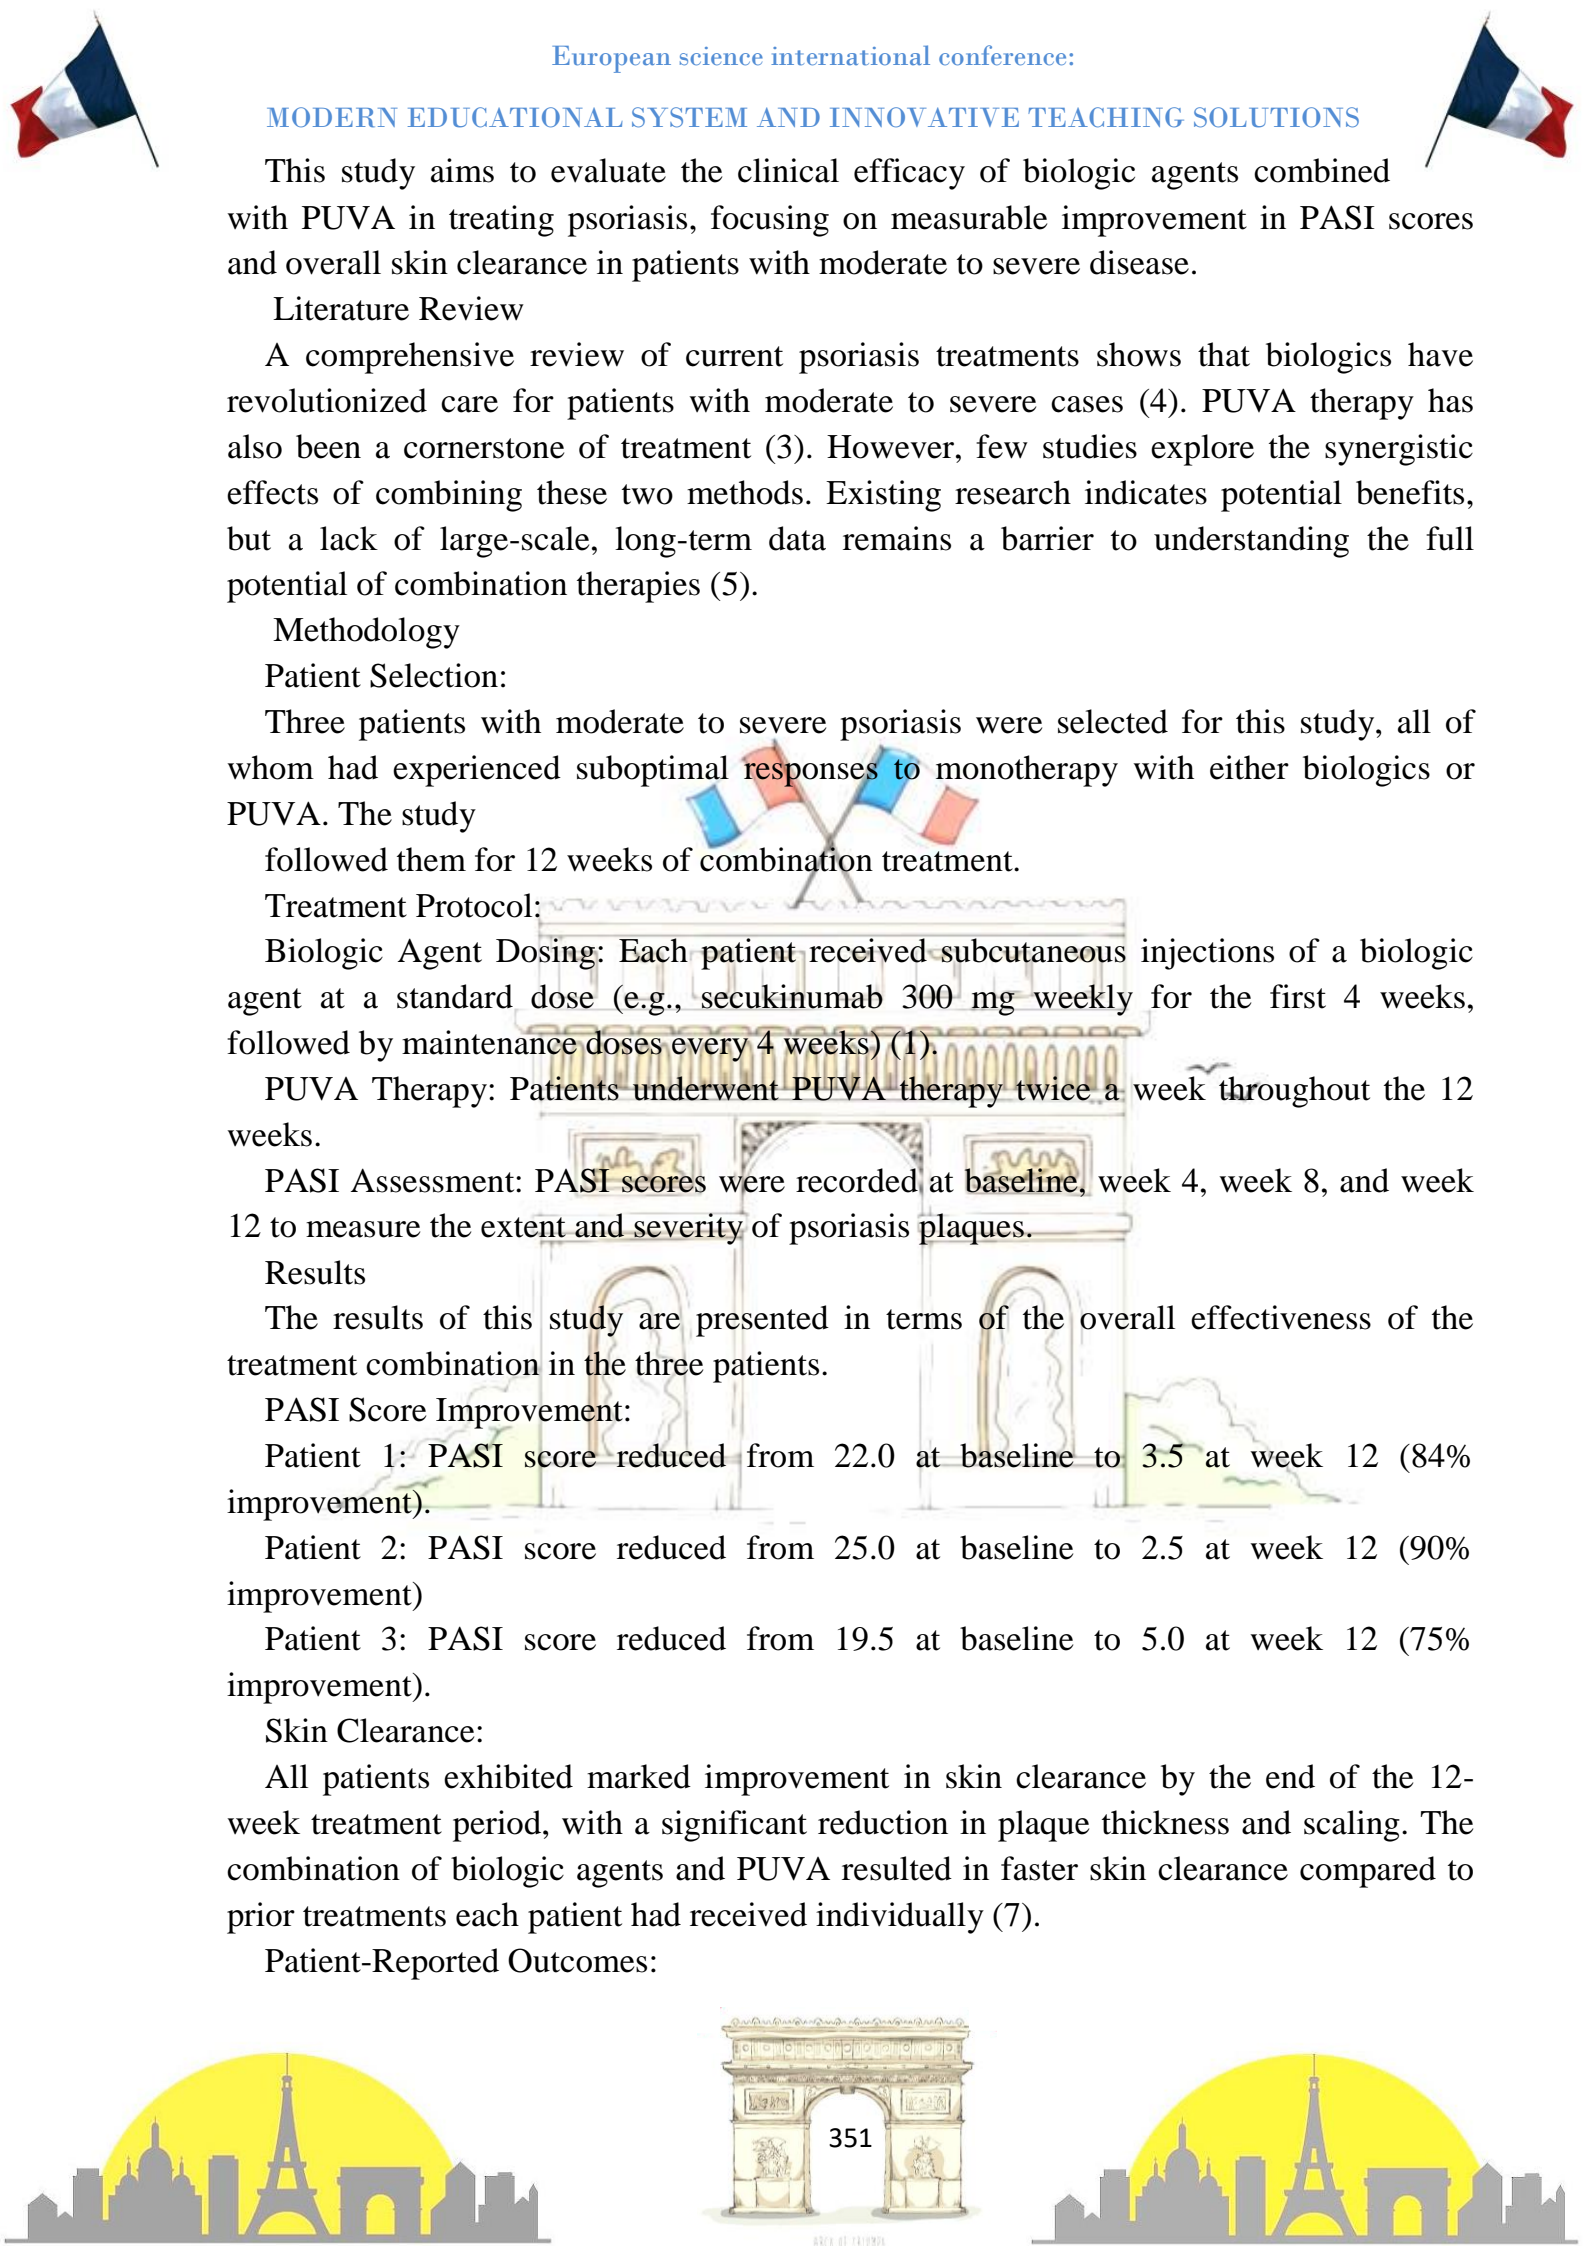 European science international conference:
MODERN EDUCATIONAL SYSTEM AND INNOVATIVE TEACHING SOLUTIONS
This study aims to evaluate the clinical efficacy of biologic agents combined
with PUVA in treating psoriasis, focusing on measurable improvement in PASI scores
and overall skin clearance in patients with moderate to severe disease.
Literature Review
A comprehensive review of current psoriasis treatments shows that biologics have
revolutionized care for patients with moderate to severe cases (4). PUVA therapy has
also been a cornerstone of treatment (3). However, few studies explore the synergistic
effects of combining these two methods. Existing research indicates potential benefits,
but a lack of large-scale, long-term data remains a barrier to understanding the full
potential of combination therapies (5).
Methodology
Patient Selection:
Three patients with moderate to severe psoriasis were selected for this study, all of
whom had experienced suboptimal responses to monotherapy with either biologics or
PUVA. The study
followed them for 12 weeks of combination treatment.
Treatment Protocol:
Biologic Agent Dosing: Each patient received subcutaneous injections of a biologic
agent at a standard dose (e.g., secukinumab 300 mg weekly for the first 4 weeks,
followed by maintenance doses every 4 weeks) (1).
PUVA Therapy: Patients underwent PUVA therapy twice a week throughout the 12
weeks.
PASI Assessment: PASI scores were recorded at baseline, week 4, week 8, and week
12 to measure the extent and severity of psoriasis plaques.
Results
The results of this study are presented in terms of the overall effectiveness of the
treatment combination in the three patients.
PASI Score Improvement:
Patient 1: PASI score reduced from 22.0 at baseline to 3.5 at week 12 (84%
improvement).
Patient 2: PASI score reduced from 25.0 at baseline to 2.5 at week 12 (90%
improvement)
Patient 3: PASI score reduced from 19.5 at baseline to 5.0 at week 12 (75%
improvement).
Skin Clearance:
All patients exhibited marked improvement in skin clearance by the end of the 12-
week treatment period, with a significant reduction in plaque thickness and scaling. The
combination of biologic agents and PUVA resulted in faster skin clearance compared to
prior treatments each patient had received individually (7).
Patient-Reported Outcomes:
351